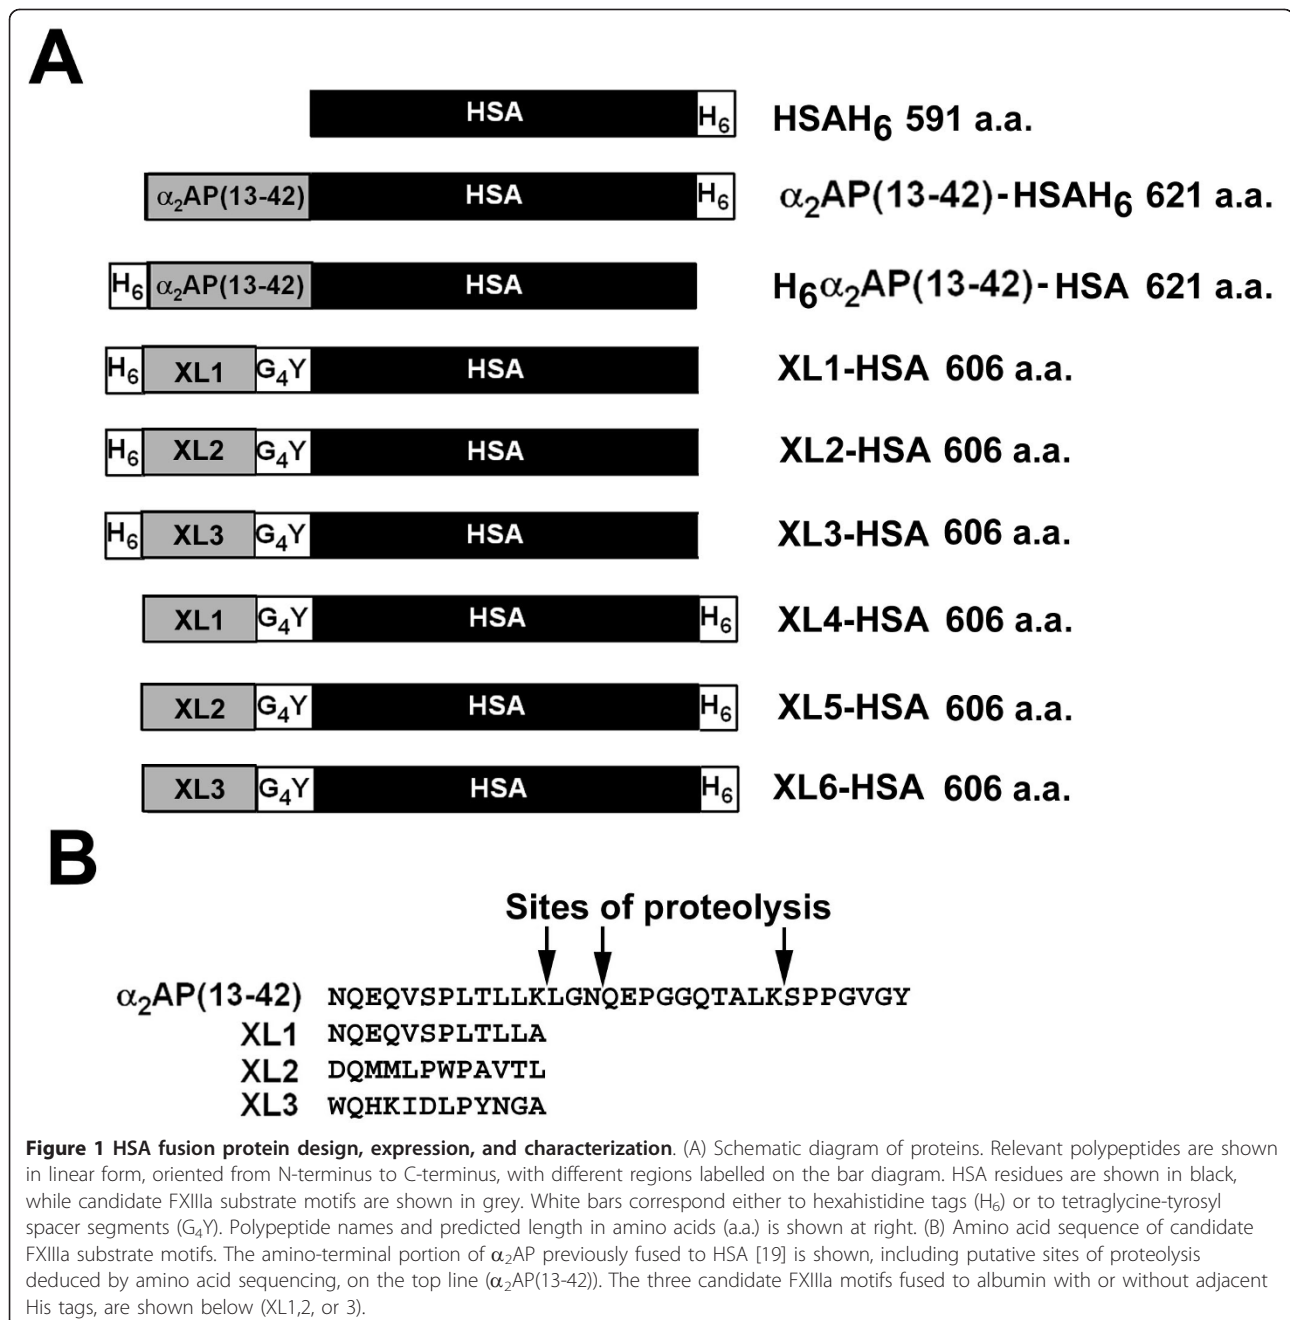 A
HSA H6 HSAH6 591 a.a.
α2AP(13-42) HSA H6 α2AP(13-42)-HSAH6 621 a.a.
H6 α2AP(13-42) HSA H6α2AP(13-42)-HSA 621 a.a.
H6 XL1 G4Y HSA XL1-HSA 606 a.a.
H6 XL2 G4Y HSA XL2-HSA 606 a.a.
H6 XL3 G4Y HSA XL3-HSA 606 a.a.
XL1 G4Y HSA H6 XL4-HSA 606 a.a.
XL2 G4Y HSA H6 XL5-HSA 606 a.a.
XL3 G4Y HSA H6 XL6-HSA 606 a.a.
B
Sites of proteolysis
α2AP(13-42) NQEQVSPLTLLKLGNQEPGGQTALKSPPGVGY
XL1 NQEQVSPLTLLA
XL2 DQMMLPWPAVTL
XL3 WQHKIDLPYNGA
Figure 1 HSA fusion protein design, expression, and characterization. (A) Schematic diagram of proteins. Relevant polypeptides are shown
in linear form, oriented from N-terminus to C-terminus, with different regions labelled on the bar diagram. HSA residues are shown in black,
while candidate FXIIIa substrate motifs are shown in grey. White bars correspond either to hexahistidine tags (H6) or to tetraglycine-tyrosyl
spacer segments (G4Y). Polypeptide names and predicted length in amino acids (a.a.) is shown at right. (B) Amino acid sequence of candidate
FXIIIa substrate motifs. The amino-terminal portion of α2AP previously fused to HSA [19] is shown, including putative sites of proteolysis
deduced by amino acid sequencing, on the top line (α2AP(13-42)). The three candidate FXIIIa motifs fused to albumin with or without adjacent
His tags, are shown below (XL1,2, or 3).